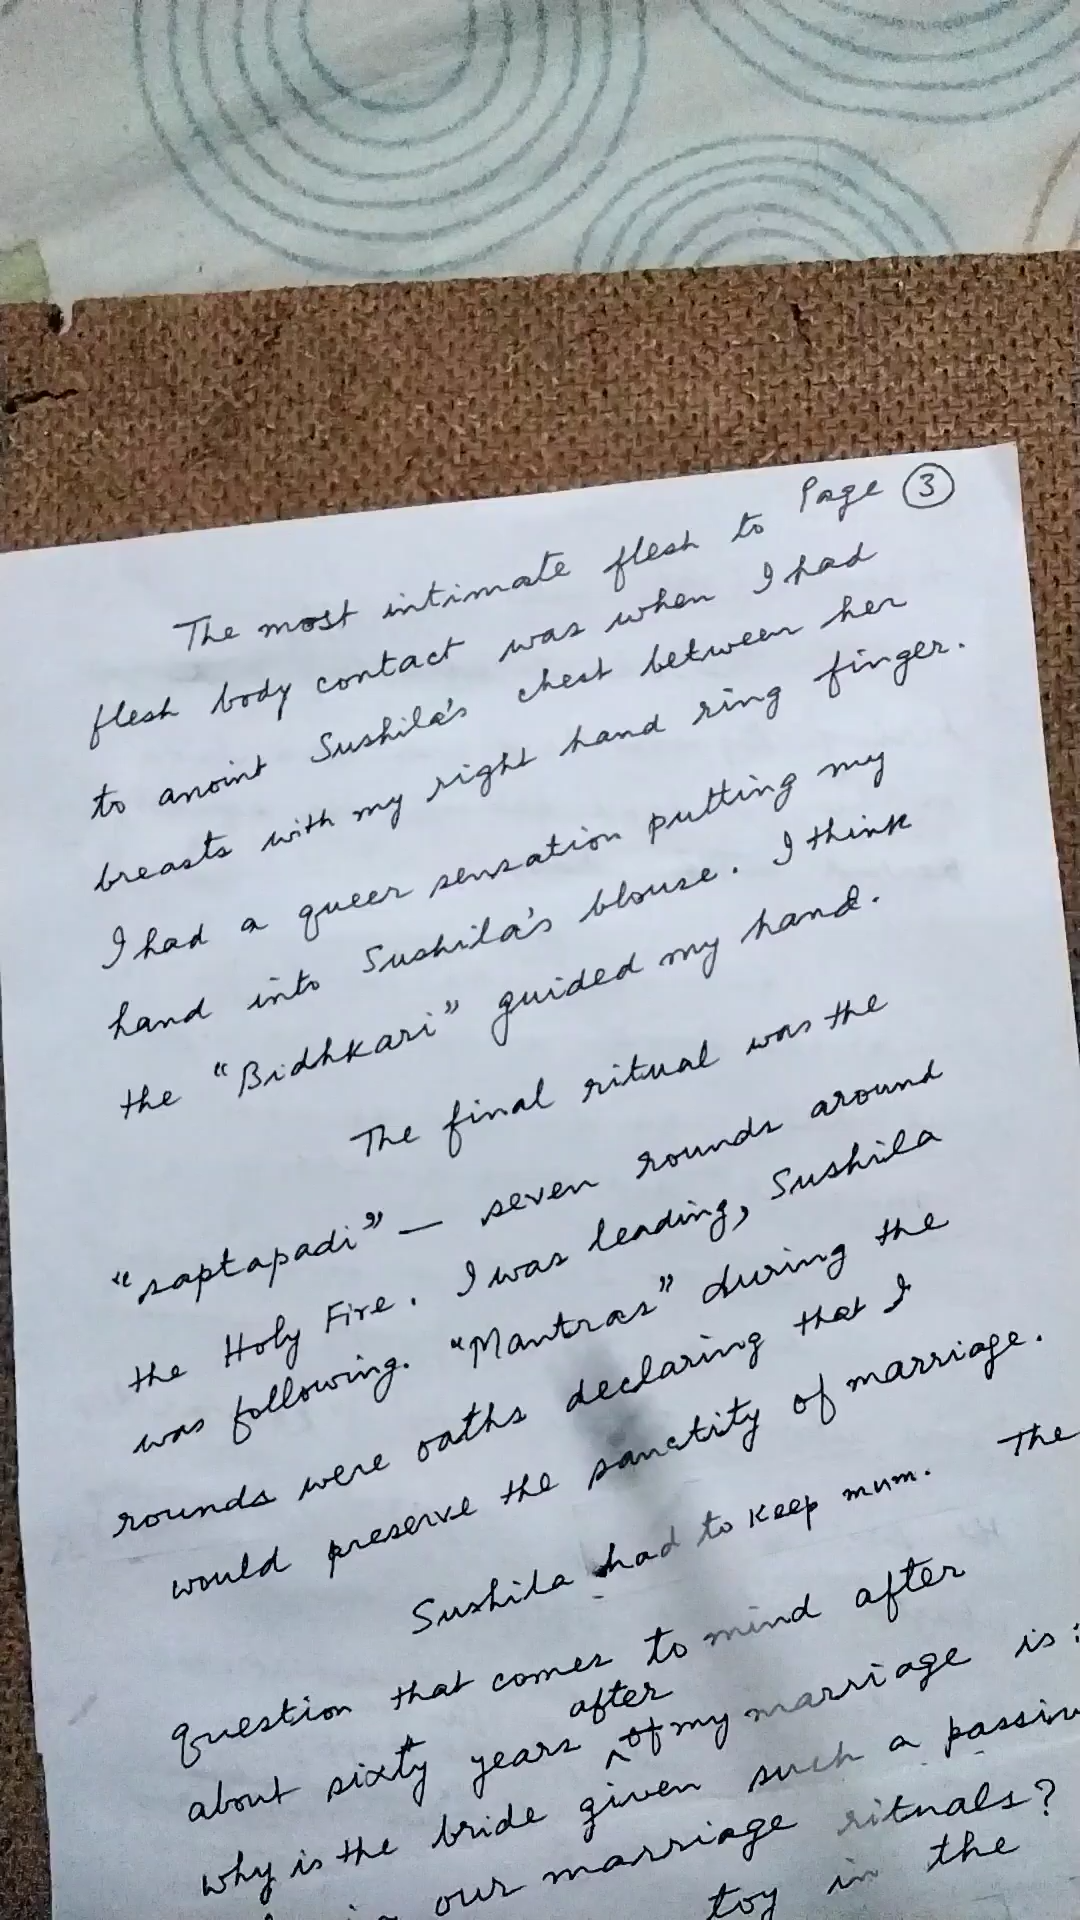 Page 3
The most intimate flesh to
flesh body contact was when I had
to anoint Sushila's chest between her
breasts with my right hand ring finger.
I had a queer sensation putting my
hand into Sushila's blouse. I think
the "Bidhkari" guided my hand.
The final ritual was the
"saptapadi" — seven rounds around
the Holy Fire. I was leading, Sushila
was following. "Mantras" during the
rounds were oaths declaring that I
would preserve the sanctity of marriage.
Sushila had to keep mum. The
question that comes to mind after
about sixty years after of my marriage is:
why is the bride given such a
our marriage rituals?
toy in the